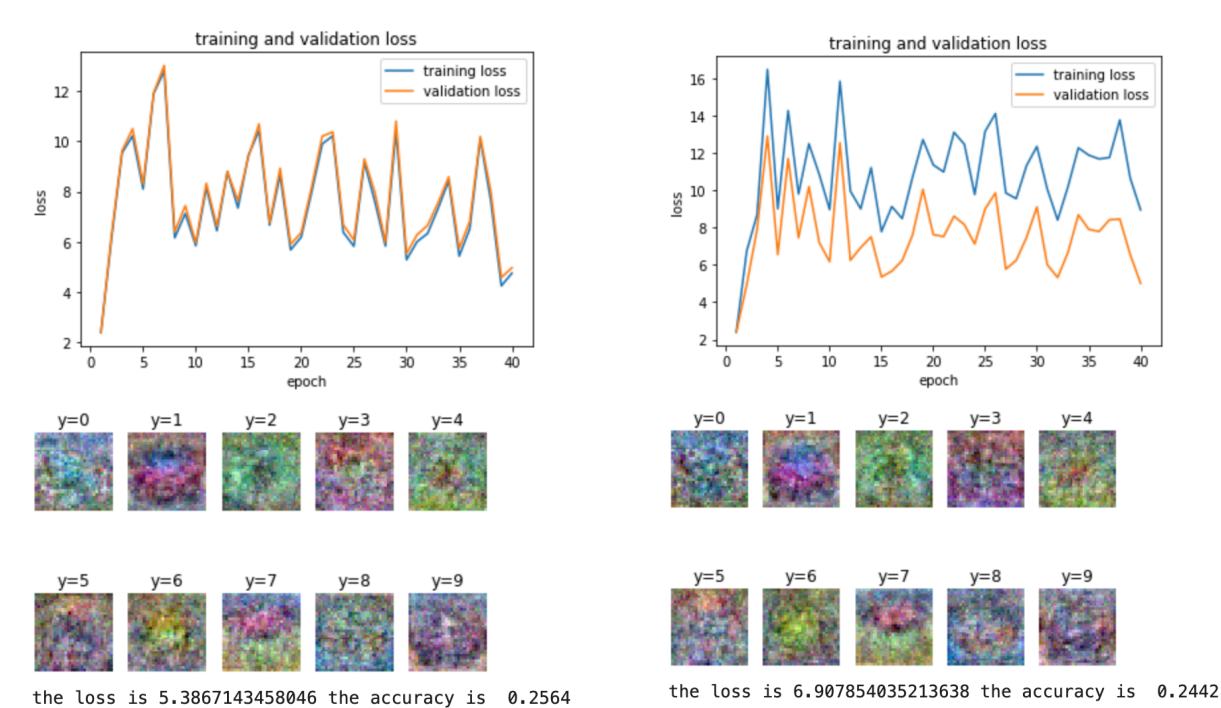 training and validation loss
training loss
validation loss
12
10
8
6
4
2
loss
0 5 10 15 20 25 30 35 40
epoch
y=0 y=1 y=2 y=3 y=4
y=5 y=6 y=7 y=8 y=9
the loss is 5.3867143458046 the accuracy is 0.2564
training and validation loss
training loss
validation loss
16
14
12
10
8
6
4
2
loss
0 5 10 15 20 25 30 35 40
epoch
y=0 y=1 y=2 y=3 y=4
y=5 y=6 y=7 y=8 y=9
the loss is 6.907854035213638 the accuracy is 0.2442